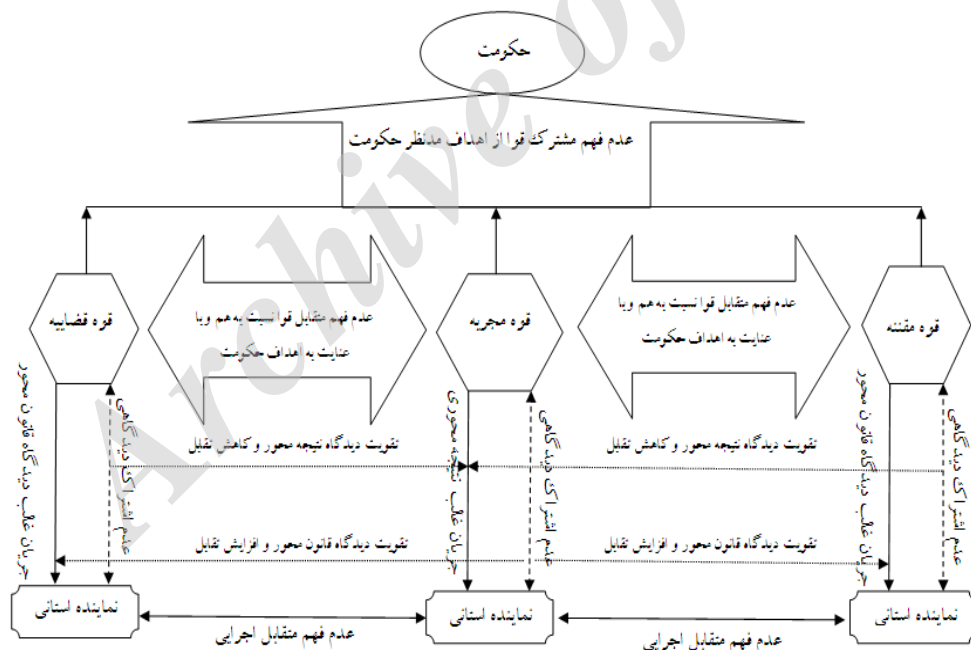 حکومت
عدم فهم مشترک قوا از اهداف مدنظر حکومت
قوه مقننه
عدم فهم متقابل قوا نسبت به هم وبا
عنایت به اهداف حکومت
قوه مجریه
عدم فهم متقابل قوا نسبت به هم وبا
عنایت به اهداف حکومت
قوه قضاییه
عدم اشتراک دیدگاهی
جریان غالب دیدگاه قانون محور
تقویت دیدگاه نتیجه محور و کاهش تقابل
عدم اشتراک دیدگاهی
جریان غالب نتیجه محوری
تقویت دیدگاه نتیجه محور و کاهش تقابل
عدم اشتراک دیدگاهی
جریان غالب دیدگاه قانون محور
تقویت دیدگاه قانون محور و افزایش تقابل
تقویت دیدگاه قانون محور و افزایش تقابل
نماینده استانی
عدم فهم متقابل اجرایی
نماینده استانی
عدم فهم متقابل اجرایی
نماینده استانی
Archive of